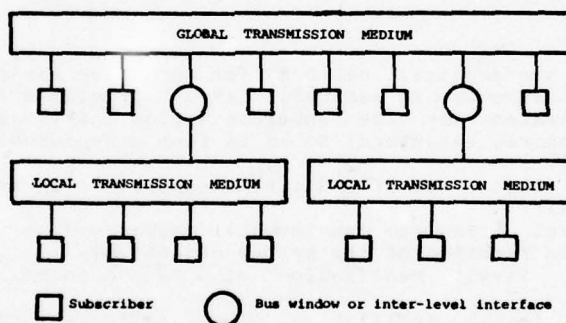 GLOBAL TRANSMISSION MEDIUM
LOCAL TRANSMISSION MEDIUM
LOCAL TRANSMISSION MEDIUM
Subscriber
Bus window or inter-level interface